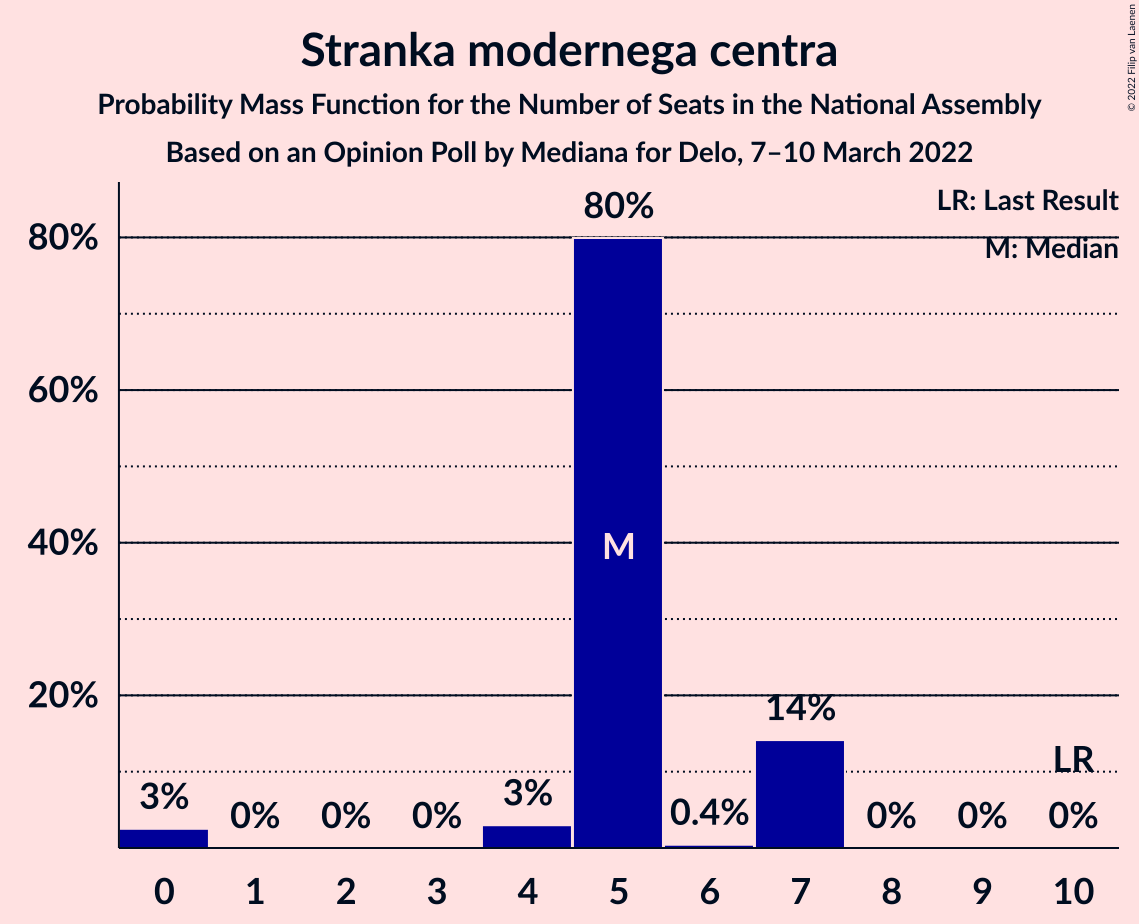 Stranka modernega centra
Probability Mass Function for the Number of Seats in the National Assembly
Based on an Opinion Poll by Mediana for Delo, 7–10 March 2022
© 2022 Filip van Laenen
LR: Last Result
M: Median
80%
60%
40%
20%
3%
0%
0%
0%
3%
80%
M
0.4%
14%
0%
0%
LR
0%
0 1 2 3 4 5 6 7 8 9 10